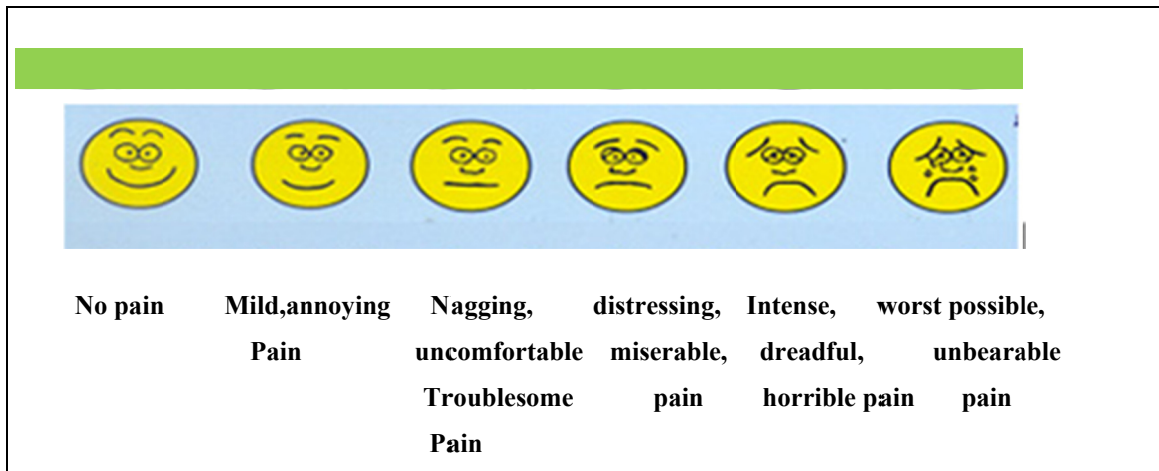 No pain Mild,annoying Nagging, distressing, Intense, worst possible,
Pain uncomfortable miserable, dreadful, unbearable
Troublesome pain horrible pain pain
Pain